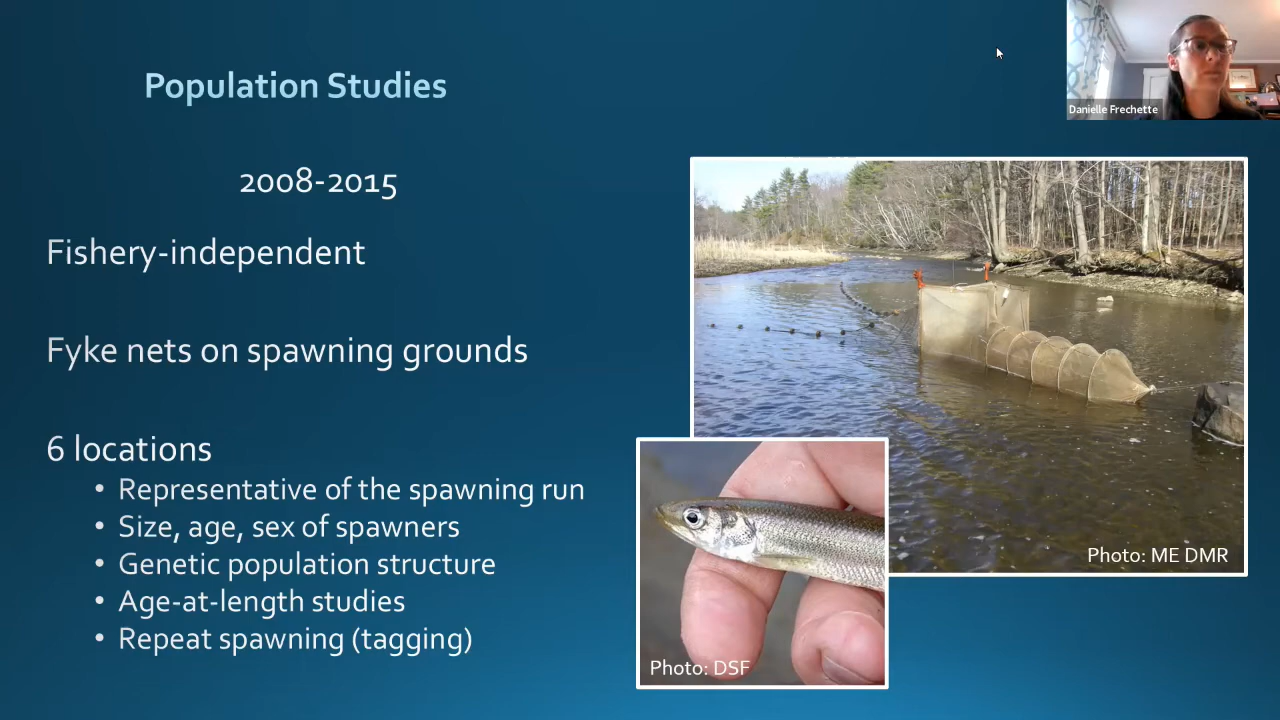 Population Studies
Danielle Frechette
2008-2015
Fishery-independent
Fyke nets on spawning grounds
6 locations
• Representative of the spawning run
• Size, age, sex of spawners
• Genetic population structure
• Age-at-length studies
• Repeat spawning (tagging)
Photo: ME DMR
Photo: DSF